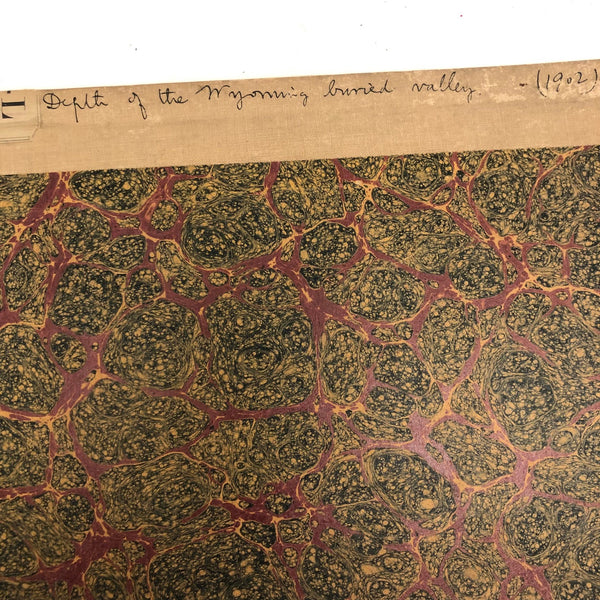 Depth of the Wyoming buried valley. - (1902)